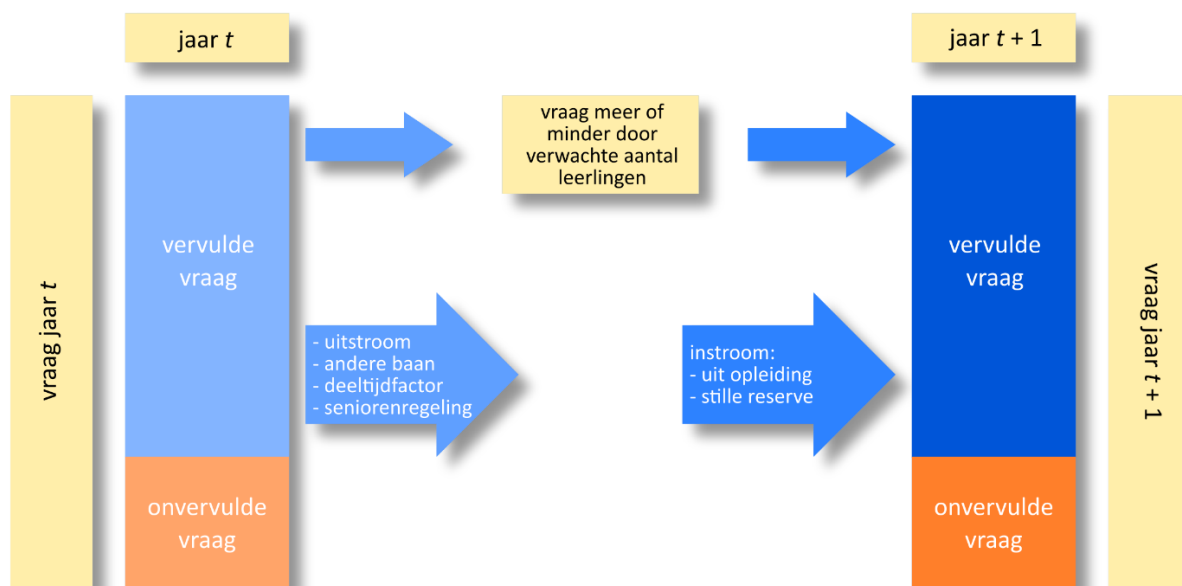 jaar t
jaar t + 1
vraag jaar t
vervulde
vraag
onvervulde
vraag
vraag meer of
minder door
verwachte aantal
leerlingen
- uitstroom
- andere baan
- deeltijdfactor
- seniorenregeling
instroom:
- uit opleiding
- stille reserve
vervulde
vraag
onvervulde
vraag
vraag jaar t + 1